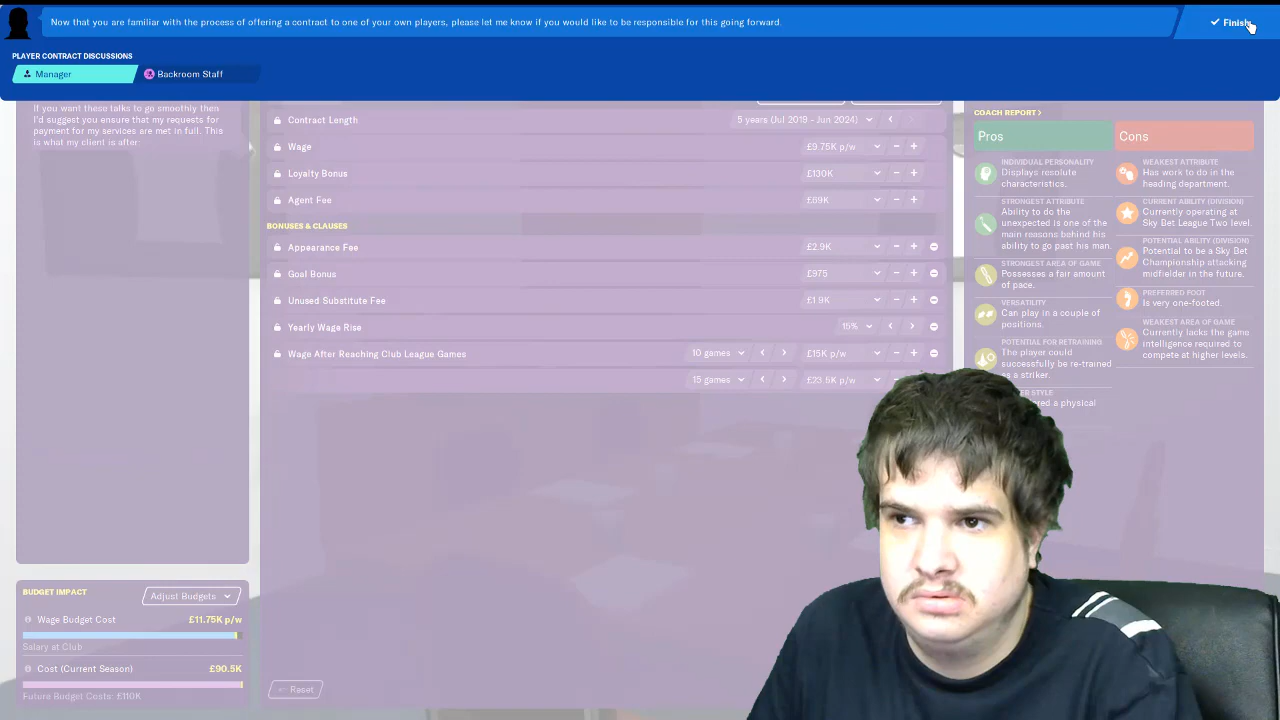 Now that you are familiar with the process of offering a contract to one of your own players, please let me know if you would like to be responsible for this going forward.
Finish
PLAYER CONTRACT DISCUSSIONS
Manager
Backroom Staff
If you want these talks to go smoothly then
I'd suggest you ensure that my requests for
payment for my services are met in full. This
is what my client is after:
Contract Length
5 years (Jul 2019 - Jun 2024)
Wage
£9.75K p/w
Loyalty Bonus
£130K
Agent Fee
£69K
BONUSES & CLAUSES
Appearance Fee
£2.9K
Goal Bonus
£975
Unused Substitute Fee
£1.9K
Yearly Wage Rise
15%
Wage After Reaching Club League Games
10 games
£15K p/w
15 games
£23.5K p/w
Reset
BUDGET IMPACT
Adjust Budgets
Wage Budget Cost
£11.75K p/w
Salary at Club
Cost (Current Season)
£90.5K
Future Budget Costs: £110K
COACH REPORT >
Pros
INDIVIDUAL PERSONALITY
Displays resolute
characteristics.
STRONGEST ATTRIBUTE
Ability to do the
unexpected is one of the
main reasons behind his
ability to go past his man.
STRONGEST AREA OF GAME
Possesses a fair amount
of pace.
VERSATILITY
Can play in a couple of
positions.
POTENTIAL FOR RETRAINING
The player could
successfully be re-trained
as a striker.
STYLE
a physical
Cons
WEAKEST ATTRIBUTE
Has work to do in the
heading department.
CURRENT ABILITY (DIVISION)
Currently operating at
Sky Bet League Two level.
POTENTIAL ABILITY (DIVISION)
Potential to be a Sky Bet
Championship attacking
midfielder in the future.
PREFERRED FOOT
Is very one-footed.
WEAKEST AREA OF GAME
Currently lacks the game
intelligence required to
compete at higher levels.